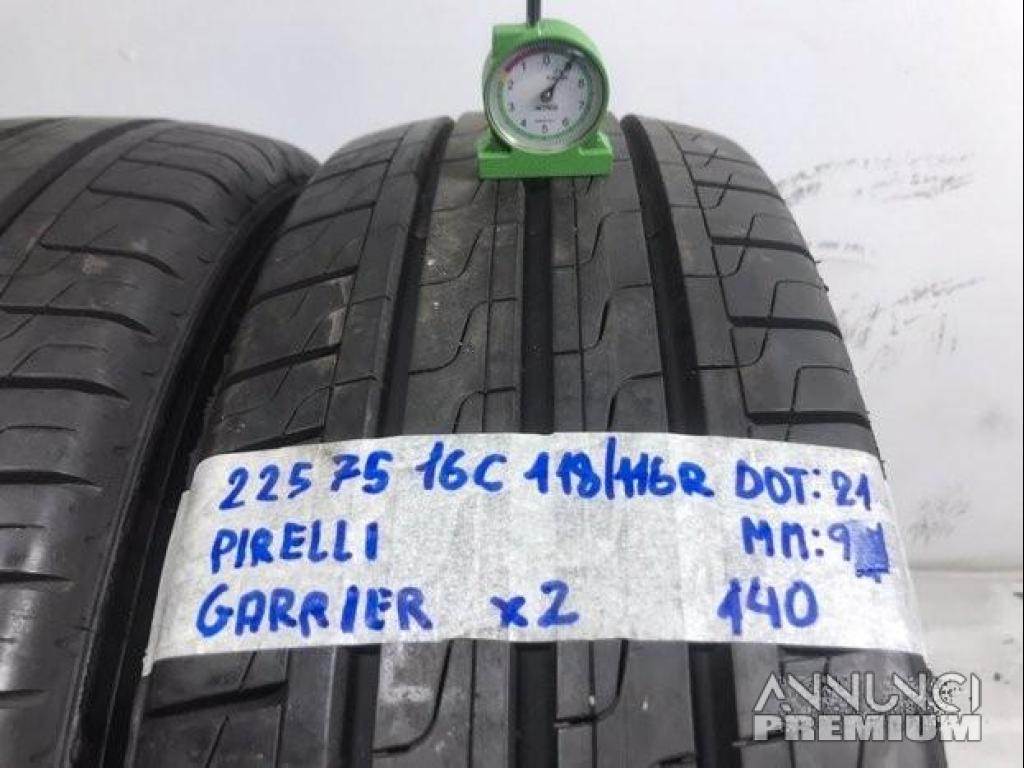 225 75 16C 118/116R DOT: 21
PIRELLI MM: 9
GARRIER x2 140
ANNUNCI
PREMIUM